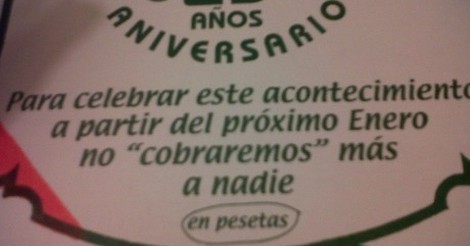 AÑOS
ANIVERSARIO
Para celebrar este acontecimiento
a partir del próximo Enero
no “cobraremos” más
a nadie
en pesetas